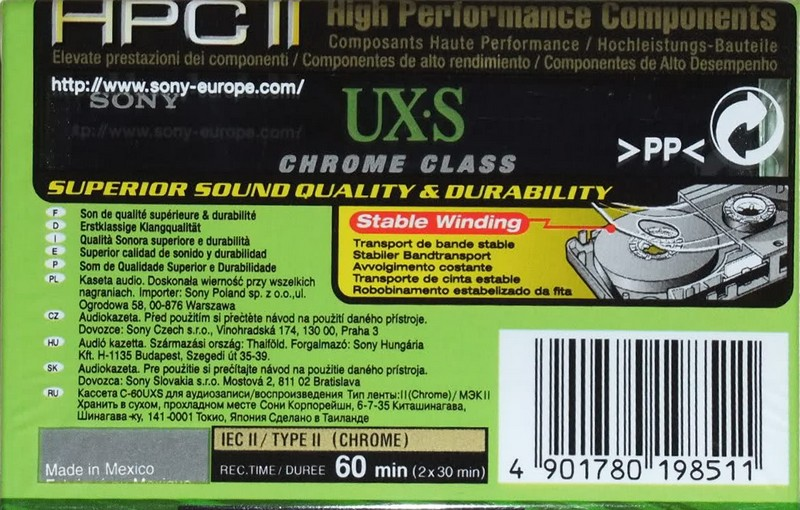 HPC II High Performance Components
Composants Haute Performance / Hochleistungs-Bauteile
Elevate prestazioni dei componenti / Componentes de alto rendimiento / Componentes de Alto Desempenho
http://www.sony-europe.com/
SONY
UX·S
http://www.sony-europe.com/
CHROME CLASS
>PP<
SUPERIOR SOUND QUALITY & DURABILITY
F Son de qualité supérieure & durabilité
D Erstklassige Klangqualität
I Qualità Sonora superiore e durabilità
E Superior calidad de sonido y durabilidad
P Som de Qualidade Superior e Durabilidade
PL Kaseta audio. Doskonała wierność przy wszelkich
nagraniach. Importer: Sony Poland sp. z o.o.,ul.
Ogrodowa 58, 00-876 Warszawa
CZ Audiokazeta. Před použitím si přečtěte návod na použití daného přístroje.
Dovozce: Sony Czech s.r.o., Vinohradská 174, 130 00, Praha 3
HU Audió kazetta. Származási ország: Thalföld. Forgalmazó: Sony Hungária
Kft. H-1135 Budapest, Szegedi út 35-39.
SK Audiokazeta. Pre použitie si prečítajte návod na použitie daného prístroja.
Dovozca: Sony Slovakia s.r.o. Mostová 2, 811 02 Bratislava
RU Кассета C-60UXS для аудиозаписи/воспроизведения Тип ленты:II(Chrome)/ МЭК II
Хранить в сухом, прохладном месте Сони Корпорейшн, 6-7-35 Киташинагава,
Шинагава-ку, 141-0001 Токио, Япония Сделано в Таиланде
Stable Winding
Transport de bande stable
Stabiler Bandtransport
Avvolgimento costante
Transporte de cinta estable
Robobinamento estabelizado da fita
Made in Mexico
IEC II / TYPE II (CHROME)
REC.TIME / DUREE 60 min (2 x 30 min)
4 901780 198511